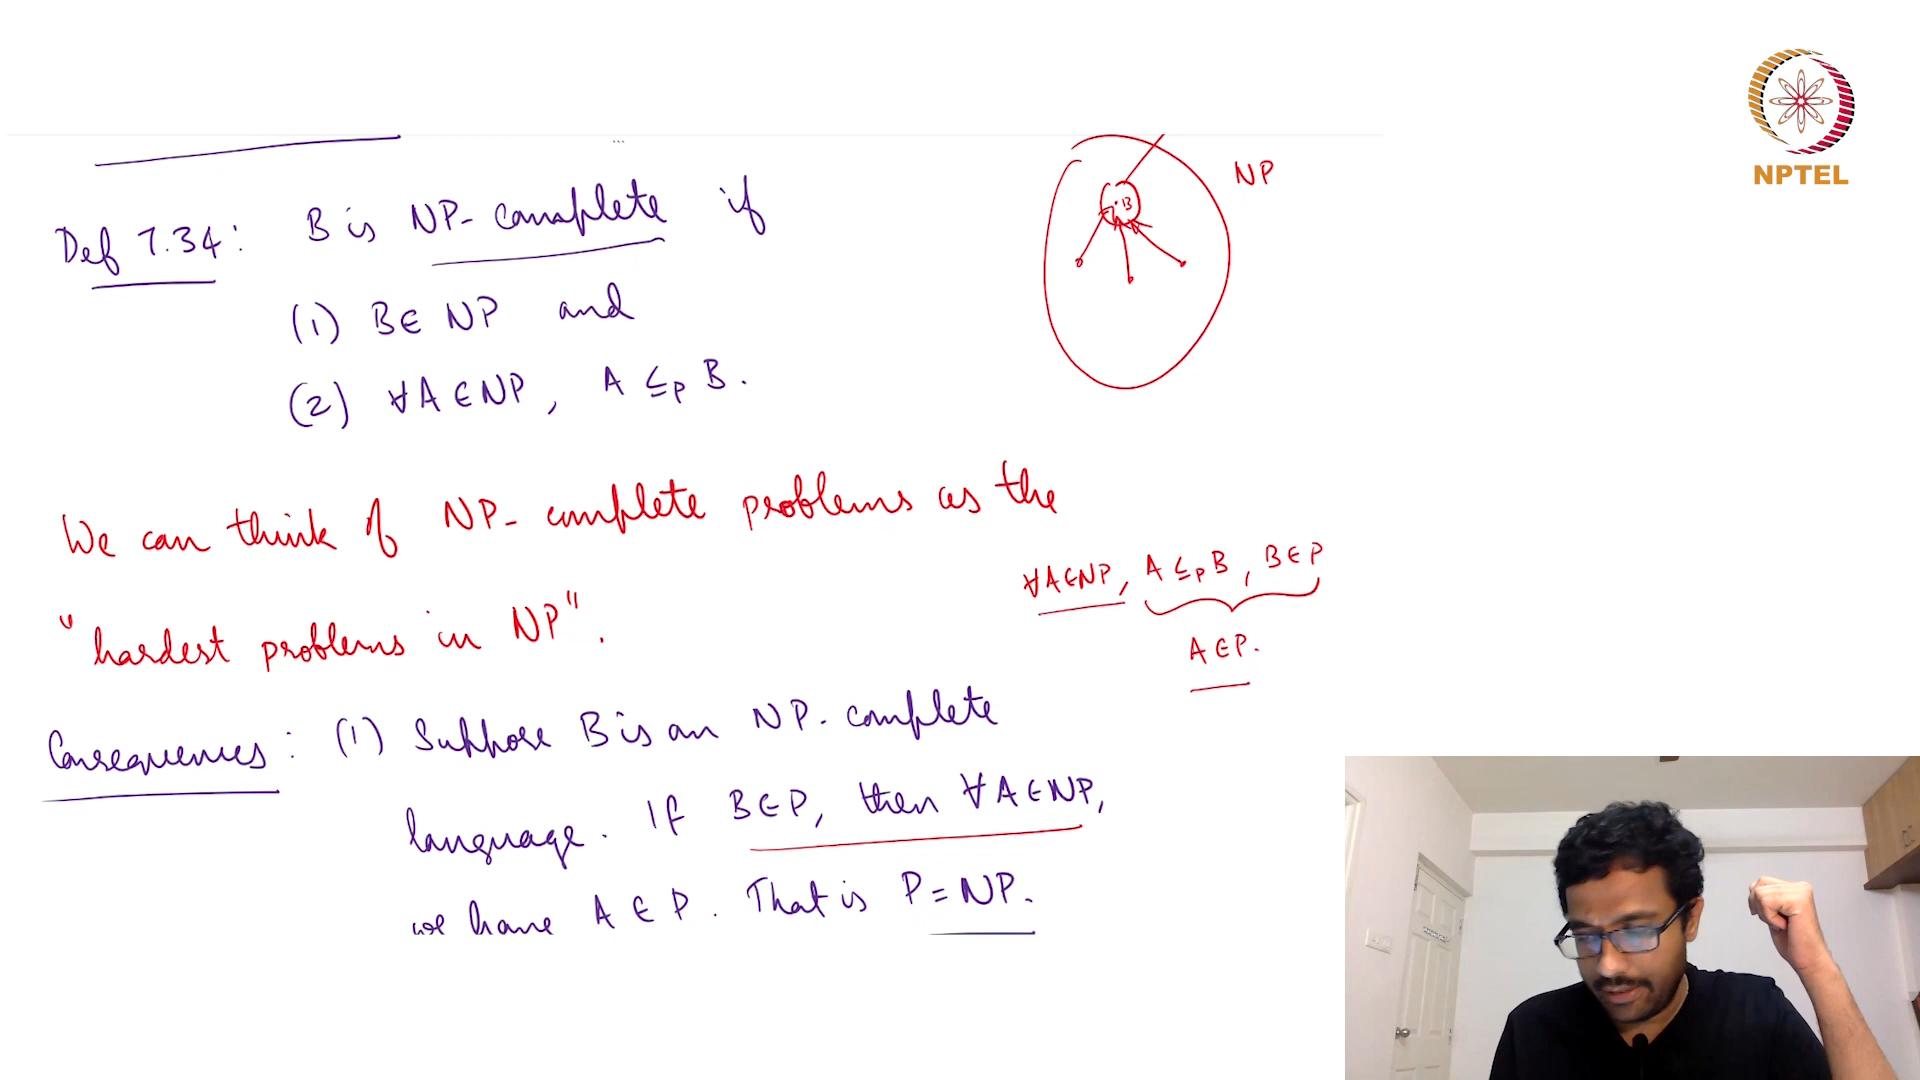 NPTEL
NP
B
Def 7.34: B is NP-complete if
(1) B∈ NP and
(2) ∀A∈NP, A ≤p B.
We can think of NP-complete problems as the
"hardest problems in NP".
∀A∈NP, A ≤p B, B∈P
A∈P.
Consequences: (1) Suppose B is an NP-complete
language. If B∈P, then ∀A∈NP,
we have A ∈ P. That is P = NP.